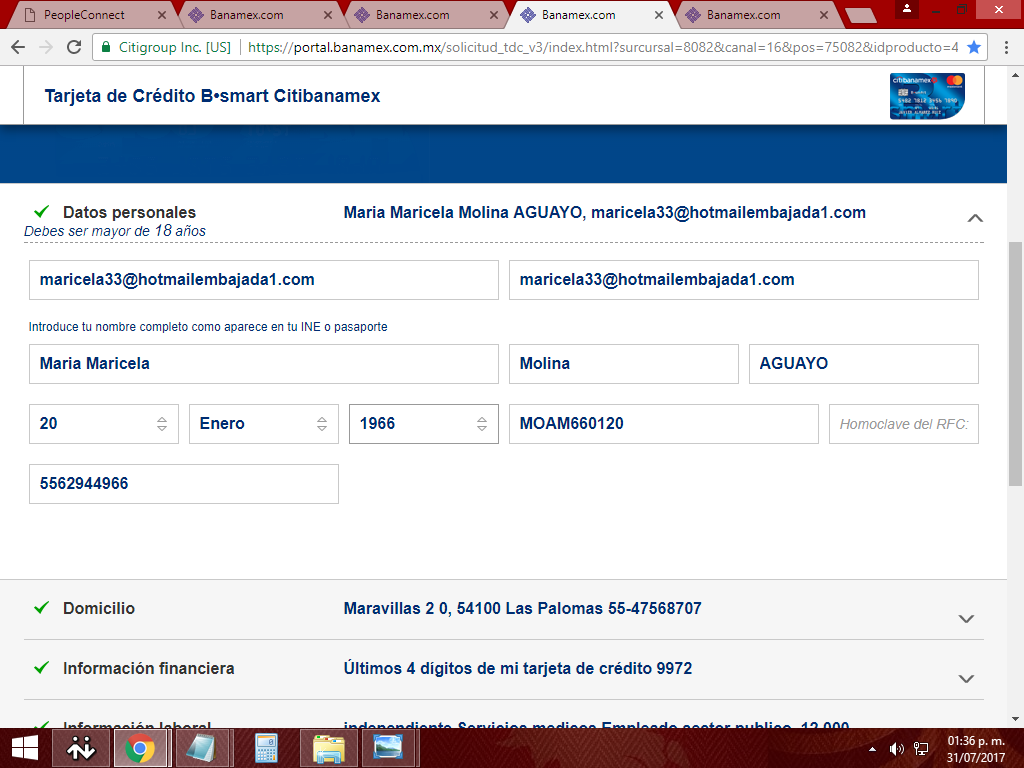 PeopleConnect
Banamex.com
Banamex.com
Banamex.com
Banamex.com
Citigroup Inc. [US]
https://portal.banamex.com.mx/solicitud_tdc_v3/index.html?sursursal=8082&canal=16&pos=75082&idproducto=4
Tarjeta de Crédito B•smart Citibanamex
citibanamex
Datos personales
Maria Maricela Molina AGUAYO, maricela33@hotmailembajada1.com
Debes ser mayor de 18 años
maricela33@hotmailembajada1.com
maricela33@hotmailembajada1.com
Introduce tu nombre completo como aparece en tu INE o pasaporte
Maria Maricela
Molina
AGUAYO
20
Enero
1966
MOAM660120
Homoclave del RFC:
5562944966
Domicilio
Maravillas 2 0, 54100 Las Palomas 55-47568707
Información financiera
Últimos 4 dígitos de mi tarjeta de crédito 9972
Información laboral
independiente Servicios medicos Empleado sector publico, 12,000
01:36 p. m.
31/07/2017